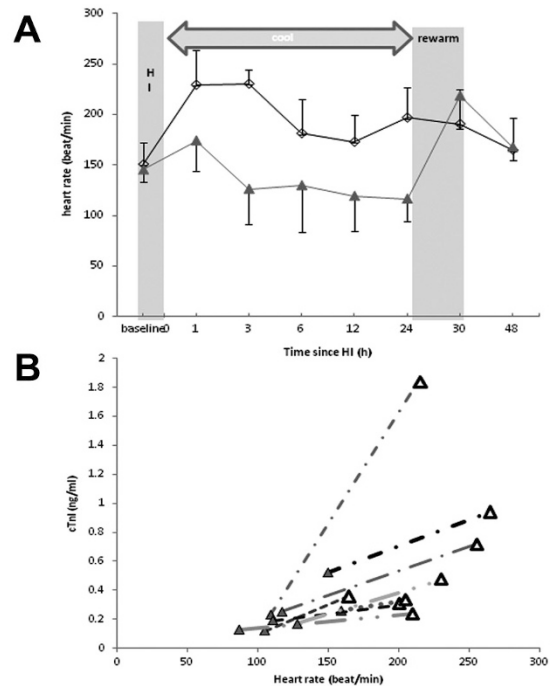 A
300
250
200
150
100
50
0
heart rate (beat/min)
H
I
cool
rewarm
baseline 0 1 3 6 12 24 30 48
Time since HI (h)
B
2
1.8
1.6
1.4
1.2
1
0.8
0.6
0.4
0.2
0
cTnI (ng/ml)
0 50 100 150 200 250 300
Heart rate (beat/min)